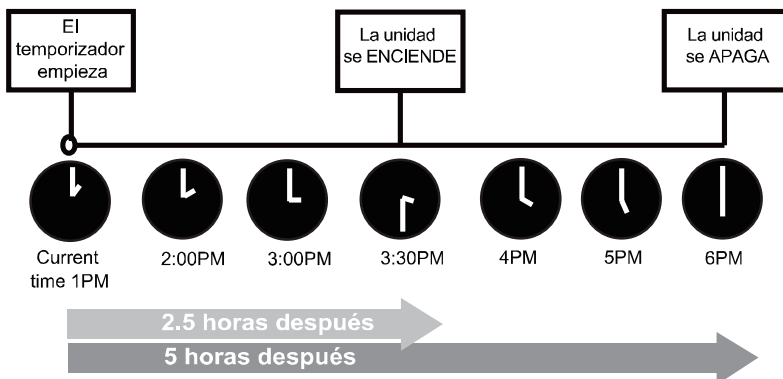 El
temporizador
empieza
La unidad
se ENCIENDE
La unidad
se APAGA
Current
time 1PM
2:00PM
3:00PM
3:30PM
4PM
5PM
6PM
2.5 horas después
5 horas después